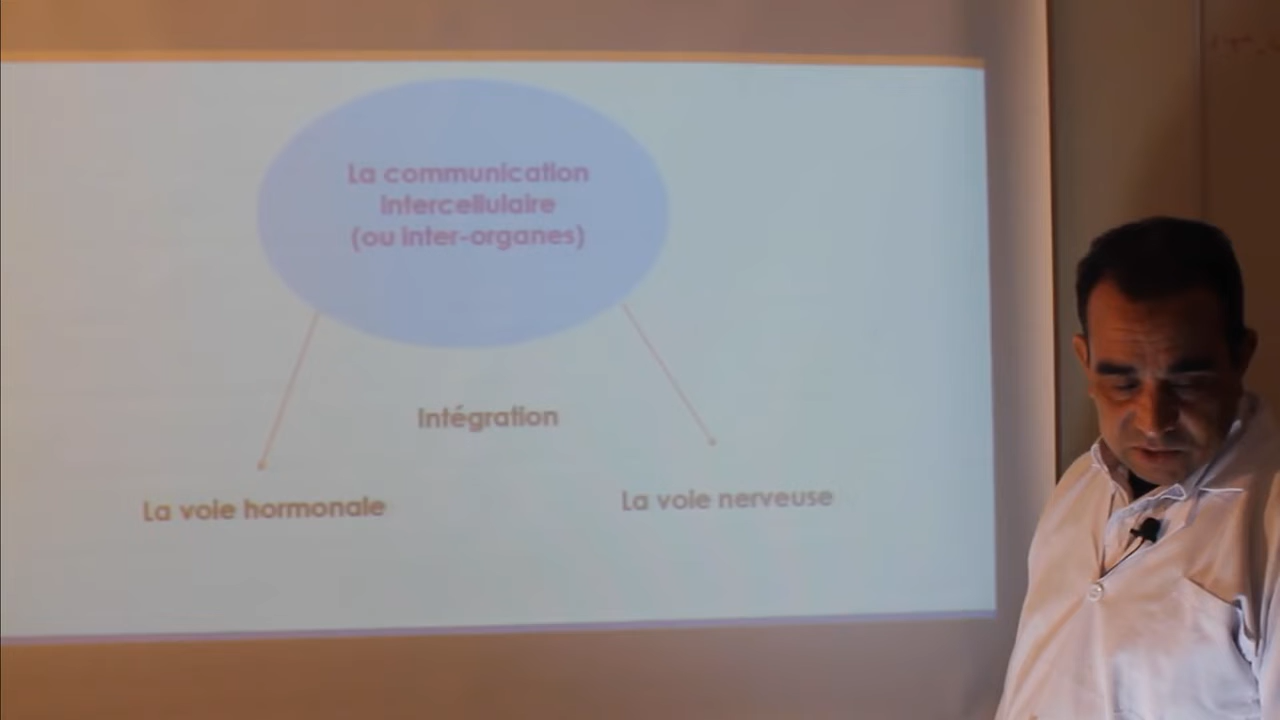 La communication
intercellulaire
(ou inter-organes)
Intégration
La voie hormonale
La voie nerveuse